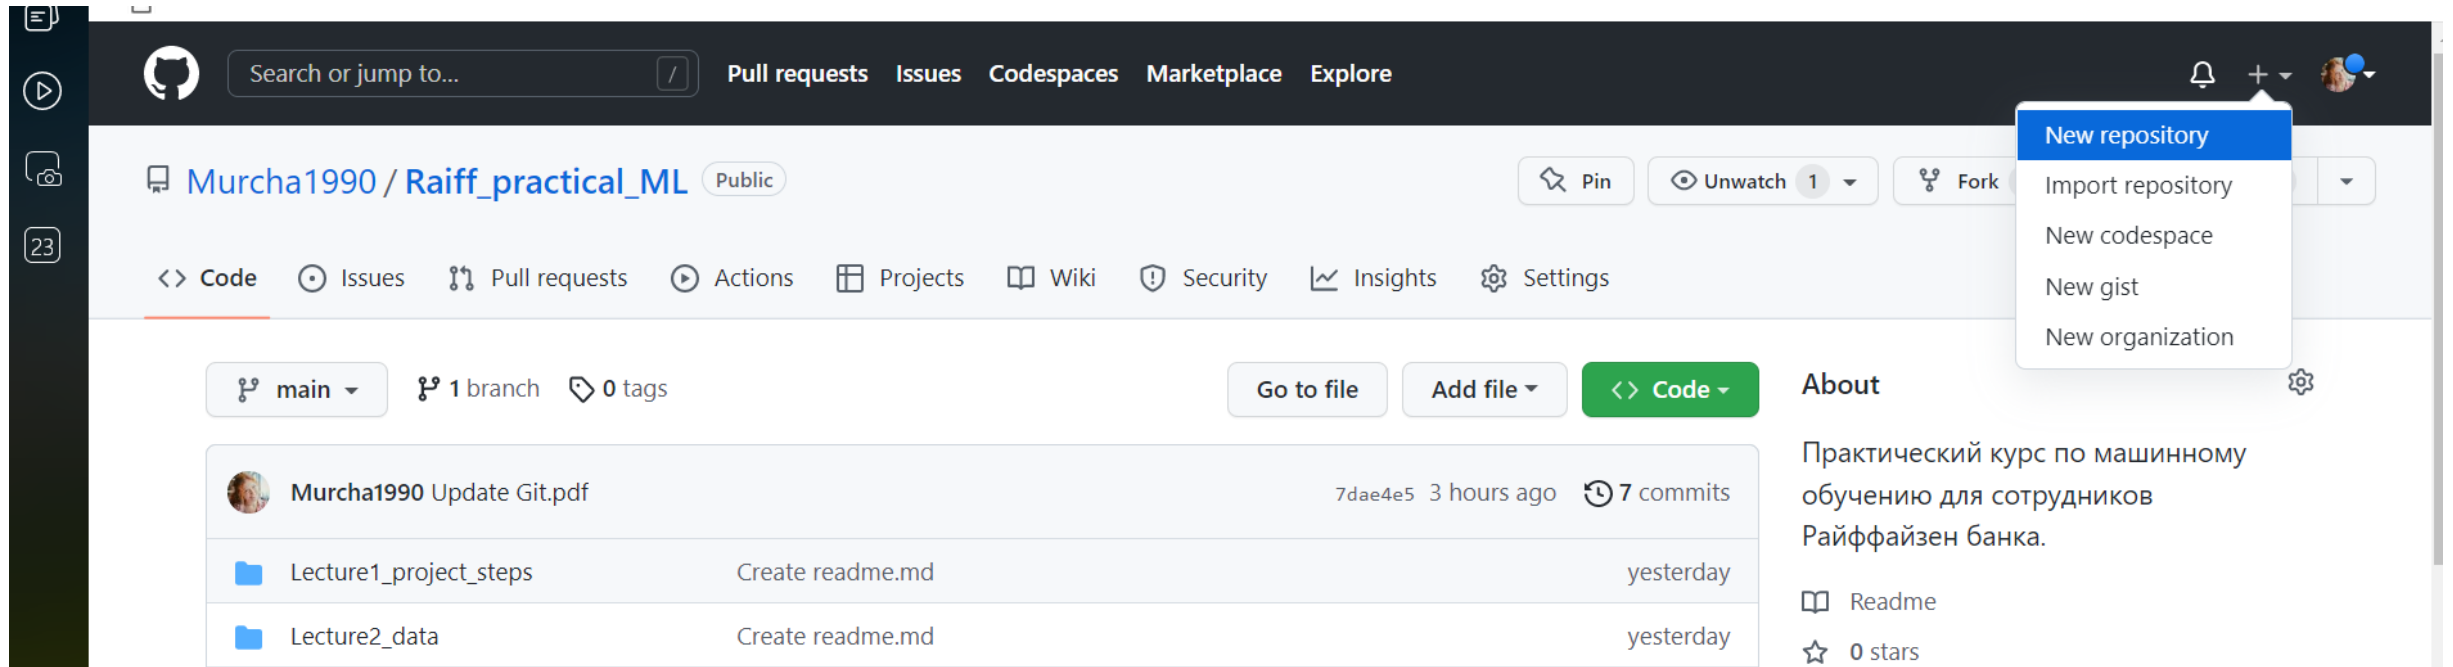 Search or jump to... / Pull requests Issues Codespaces Marketplace Explore
New repository
Import repository
New codespace
New gist
New organization
Murcha1990 / Raiff_practical_ML Public Pin Unwatch 1 Fork
23
Code Issues Pull requests Actions Projects Wiki Security Insights Settings
main 1 branch 0 tags Go to file Add file Code
Murcha1990 Update Git.pdf 7dae4e5 3 hours ago 7 commits
Lecture1_project_steps Create readme.md yesterday
Lecture2_data Create readme.md yesterday
About
Практический курс по машинному
обучению для сотрудников
Райффайзен банка.
Readme
0 stars